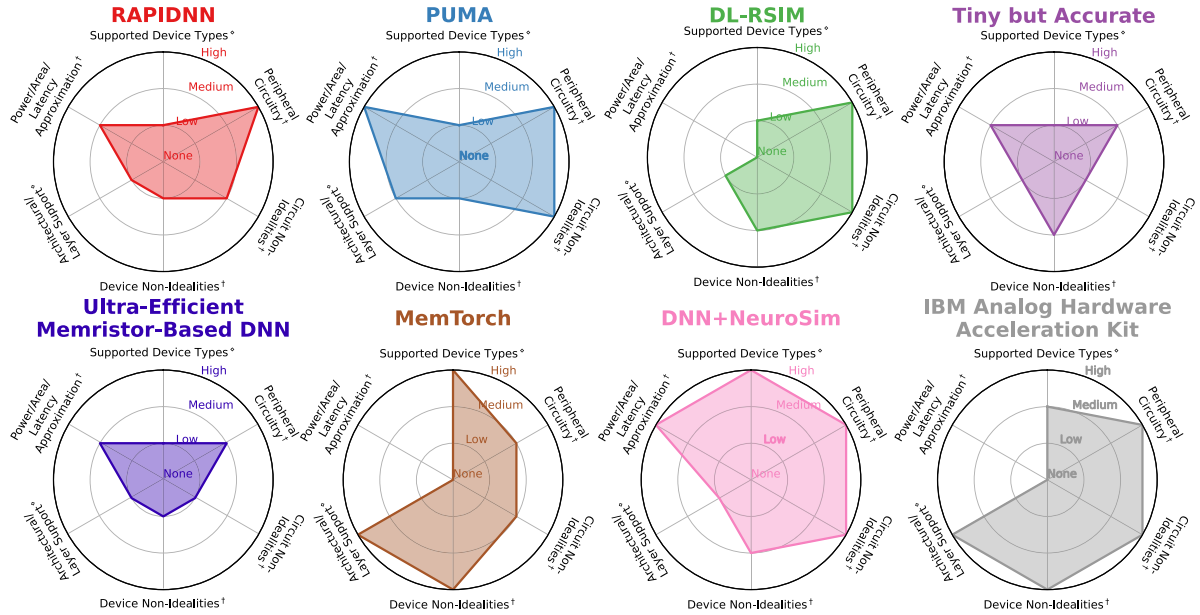 RAPIDNN
Supported Device Types°
High
Medium
Low
None
Peripheral
Circuitry†
Circuit Non-
Idealities†
Device Non-Idealities†
Architectural/
Layer Support°
Power/Area/
Latency
Approximation†
PUMA
Supported Device Types°
High
Medium
Low
None
Peripheral
Circuitry†
Circuit Non-
Idealities†
Device Non-Idealities†
Architectural/
Layer Support°
Power/Area/
Latency
Approximation†
DL-RSIM
Supported Device Types°
High
Medium
Low
None
Peripheral
Circuitry†
Circuit Non-
Idealities†
Device Non-Idealities†
Architectural/
Layer Support°
Power/Area/
Latency
Approximation†
Tiny but Accurate
Supported Device Types°
High
Medium
Low
None
Peripheral
Circuitry†
Circuit Non-
Idealities†
Device Non-Idealities†
Architectural/
Layer Support°
Power/Area/
Latency
Approximation†
Ultra-Efficient
Memristor-Based DNN
Supported Device Types°
High
Medium
Low
None
Peripheral
Circuitry†
Circuit Non-
Idealities†
Device Non-Idealities†
Architectural/
Layer Support°
Power/Area/
Latency
Approximation†
MemTorch
Supported Device Types°
High
Medium
Low
None
Peripheral
Circuitry†
Circuit Non-
Idealities†
Device Non-Idealities†
Architectural/
Layer Support°
Power/Area/
Latency
Approximation†
DNN+NeuroSim
Supported Device Types°
High
Medium
Low
None
Peripheral
Circuitry†
Circuit Non-
Idealities†
Device Non-Idealities†
Architectural/
Layer Support°
Power/Area/
Latency
Approximation†
IBM Analog Hardware
Acceleration Kit
Supported Device Types°
High
Medium
Low
None
Peripheral
Circuitry†
Circuit Non-
Idealities†
Device Non-Idealities†
Architectural/
Layer Support°
Power/Area/
Latency
Approximation†